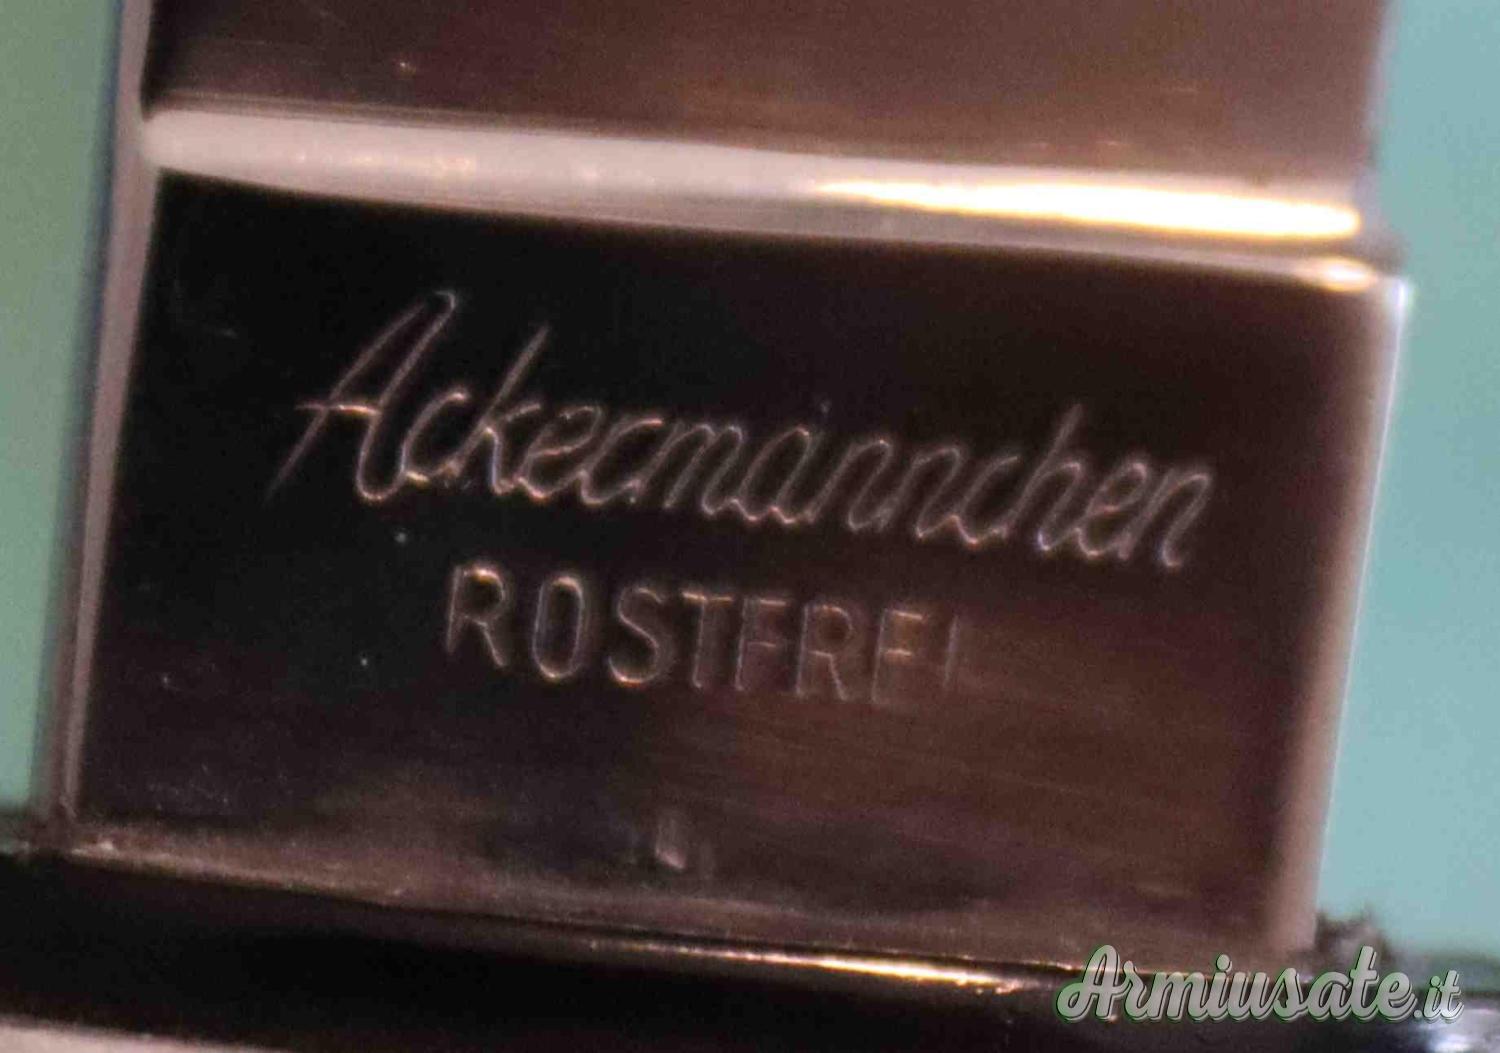 Ackermännchen
ROSTFREI
Armiusate.it